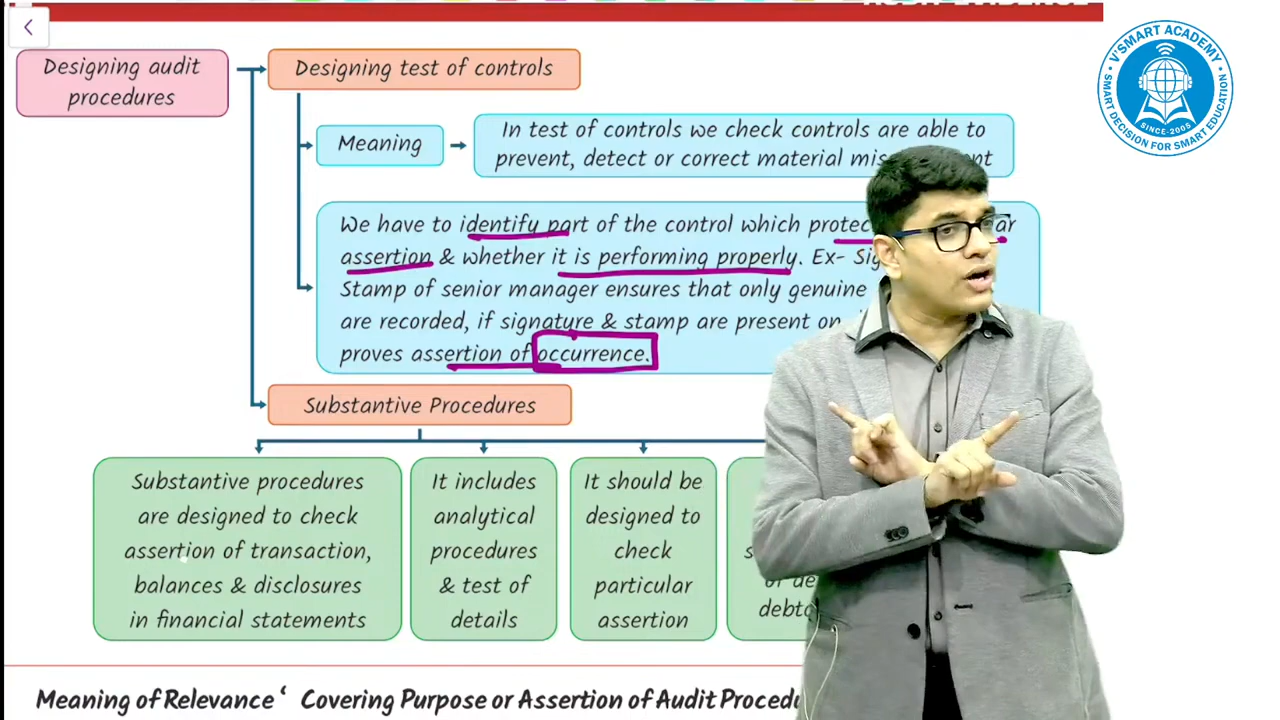 Designing audit
procedures
Designing test of controls
Meaning
In test of controls we check controls are able to
prevent, detect or correct material
We have to identify part of the control which
assertion & whether it is performing properly. Ex-
Stamp of senior manager ensures that only genuine
are recorded, if signature & stamp are present on
proves assertion of occurrence.
Substantive Procedures
Substantive procedures
are designed to check
assertion of transaction,
balances & disclosures
in financial statements
It includes
analytical
procedures
& test of
details
It should be
designed to
check
particular
assertion
Meaning of Relevance ‘ Covering Purpose or Assertion of Audit
V'SMART ACADEMY
SINCE-2005
SMART DECISION FOR SMART EDUCATION